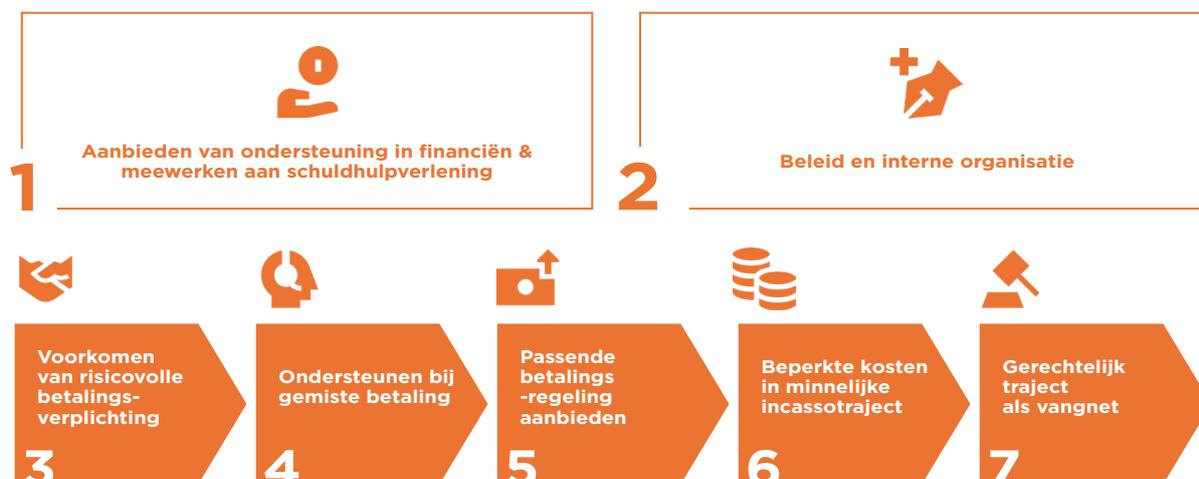 1
Aanbieden van ondersteuning in financiën &
meewerken aan schuldhulpverlening
2
Beleid en interne organisatie
Voorkomen
van risicovolle
betalings-
verplichting
3
Ondersteunen bij
gemiste betaling
4
Passende
betalings
-regeling
aanbieden
5
Beperkte kosten
in minnelijke
incassotraject
6
Gerechtelijk
traject
als vangnet
7